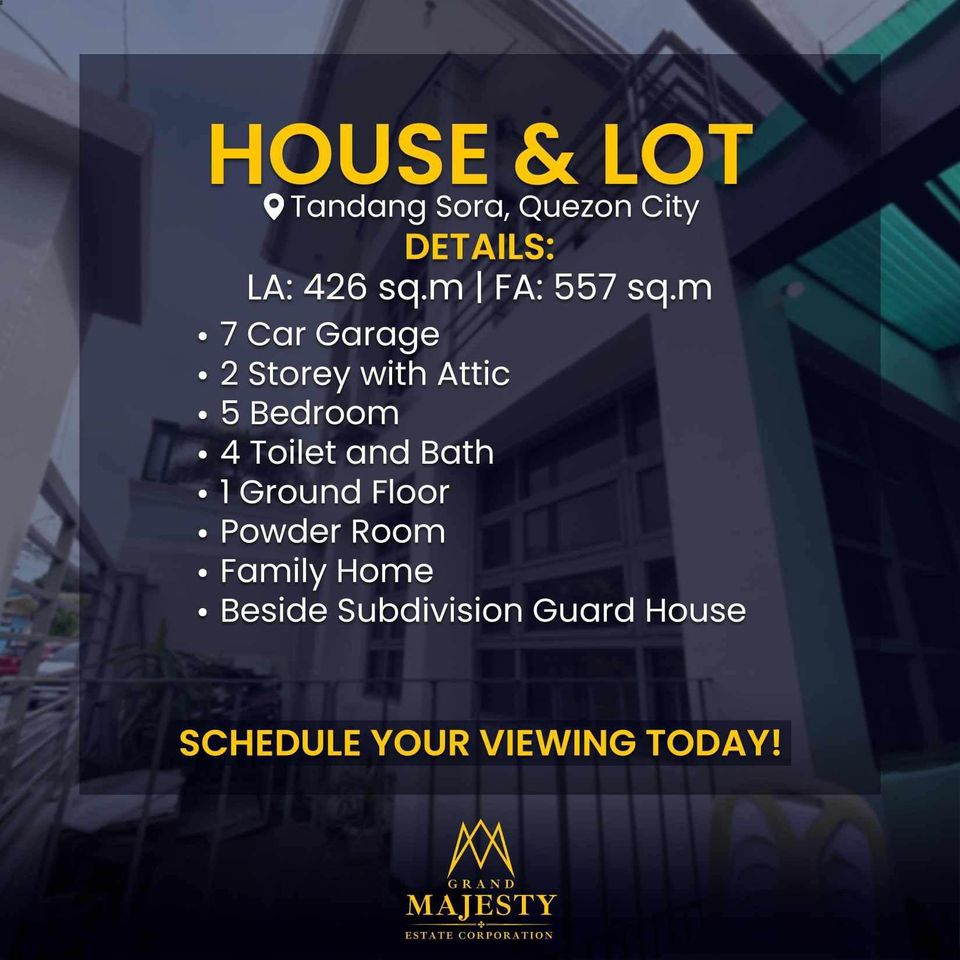 HOUSE & LOT
Tandang Sora, Quezon City
DETAILS:
LA: 426 sq.m | FA: 557 sq.m
• 7 Car Garage
• 2 Storey with Attic
• 5 Bedroom
• 4 Toilet and Bath
• 1 Ground Floor
• Powder Room
• Family Home
• Beside Subdivision Guard House
SCHEDULE YOUR VIEWING TODAY!
GRAND
MAJESTY
ESTATE CORPORATION